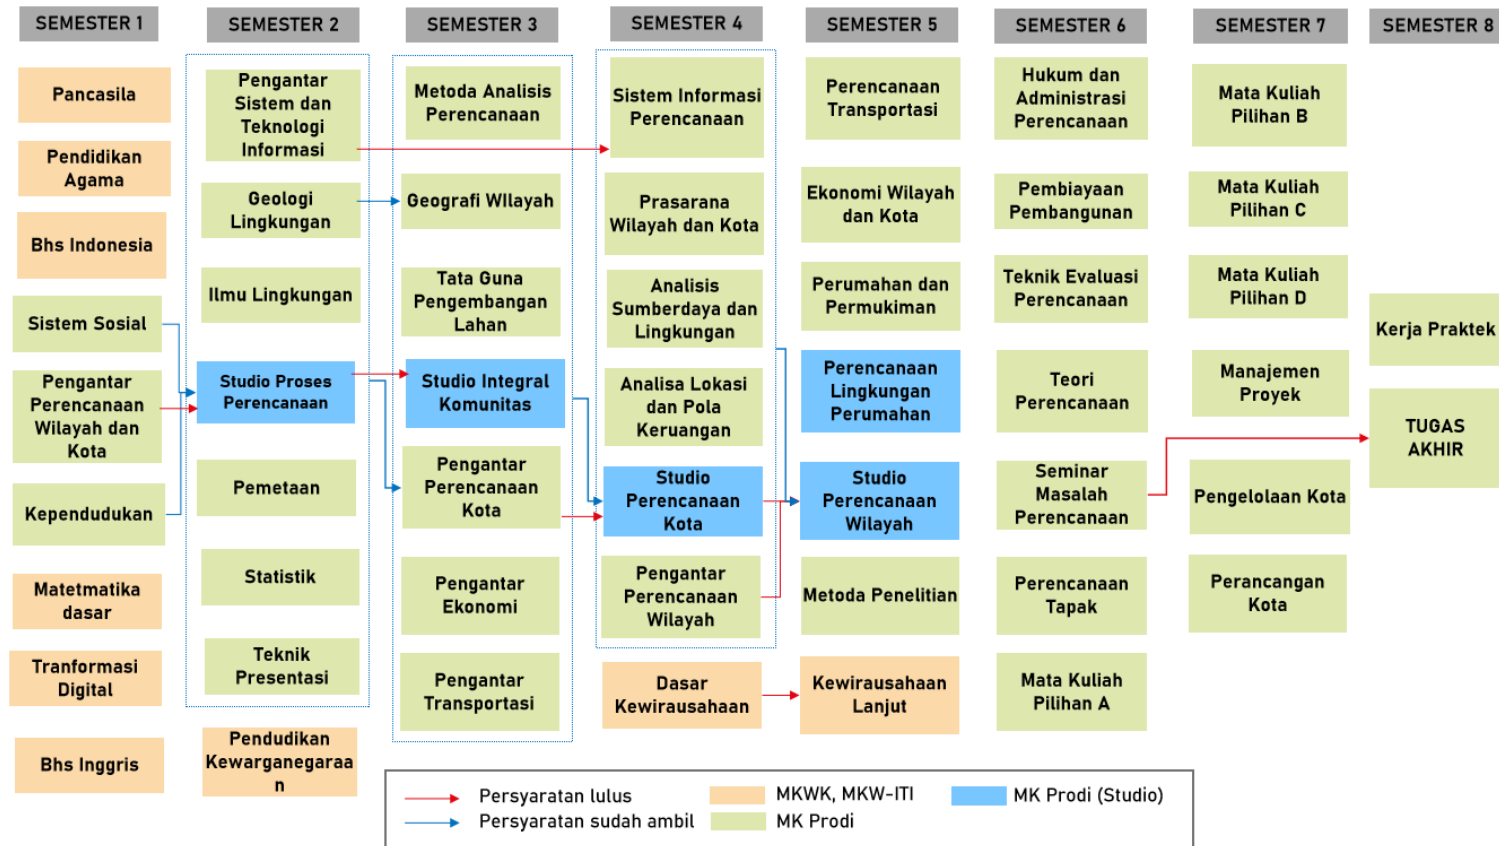 SEMESTER 1
SEMESTER 2
SEMESTER 3
SEMESTER 4
SEMESTER 5
SEMESTER 6
SEMESTER 7
SEMESTER 8
Pancasila
Pendidikan
Agama
Bhs Indonesia
Sistem Sosial
Pengantar
Perencanaan
Wilayah dan
Kota
Kependudukan
Matetmatika
dasar
Tranformasi
Digital
Bhs Inggris
Pengantar
Sistem dan
Teknologi
Informasi
Geologi
Lingkungan
Ilmu Lingkungan
Studio Proses
Perencanaan
Pemetaan
Statistik
Teknik
Presentasi
Pendudikan
Kewarganegaraa
n
Metoda Analisis
Perencanaan
Geografi WIlayah
Tata Guna
Pengembangan
Lahan
Studio Integral
Komunitas
Pengantar
Perencanaan
Kota
Pengantar
Ekonomi
Pengantar
Transportasi
Sistem Informasi
Perencanaan
Prasarana
Wilayah dan Kota
Analisis
Sumberdaya dan
Lingkungan
Analisa Lokasi
dan Pola
Keruangan
Studio
Perencanaan
Kota
Pengantar
Perencanaan
Wilayah
Dasar
Kewirausahaan
Perencanaan
Transportasi
Ekonomi Wilayah
dan Kota
Perumahan dan
Permukiman
Perencanaan
Lingkungan
Perumahan
Studio
Perencanaan
Wilayah
Metoda Penelitian
Kewirausahaan
Lanjut
Hukum dan
Administrasi
Perencanaan
Pembiayaan
Pembangunan
Teknik Evaluasi
Perencanaan
Teori
Perencanaan
Seminar
Masalah
Perencanaan
Perencanaan
Tapak
Mata Kuliah
Pilihan A
Mata Kuliah
Pilihan B
Mata Kuliah
Pilihan C
Mata Kuliah
Pilihan D
Manajemen
Proyek
Pengelolaan Kota
Perancangan
Kota
Kerja Praktek
TUGAS
AKHIR
Persyaratan lulus
Persyaratan sudah ambil
MKWK, MKW-ITI
MK Prodi
MK Prodi (Studio)